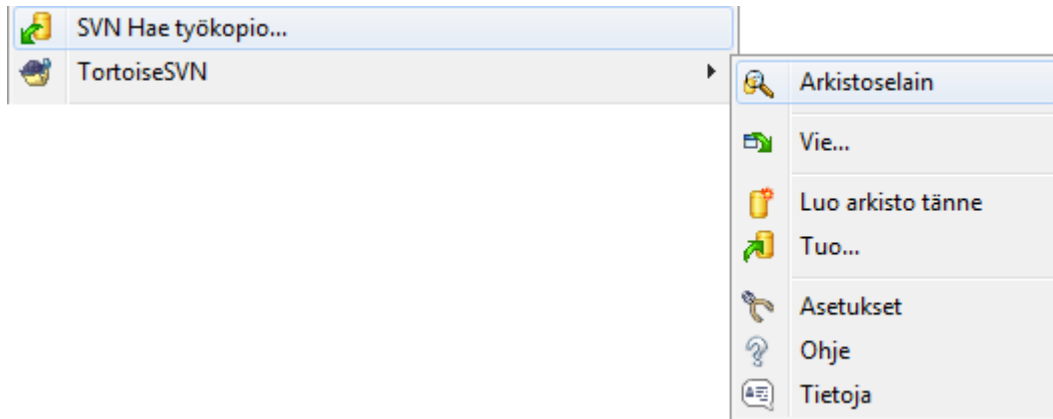 SVN Hae työkopio...
TortoiseSVN
Arkistoselain
Vie...
Luo arkisto tänne
Tuo...
Asetukset
Ohje
Tietoja